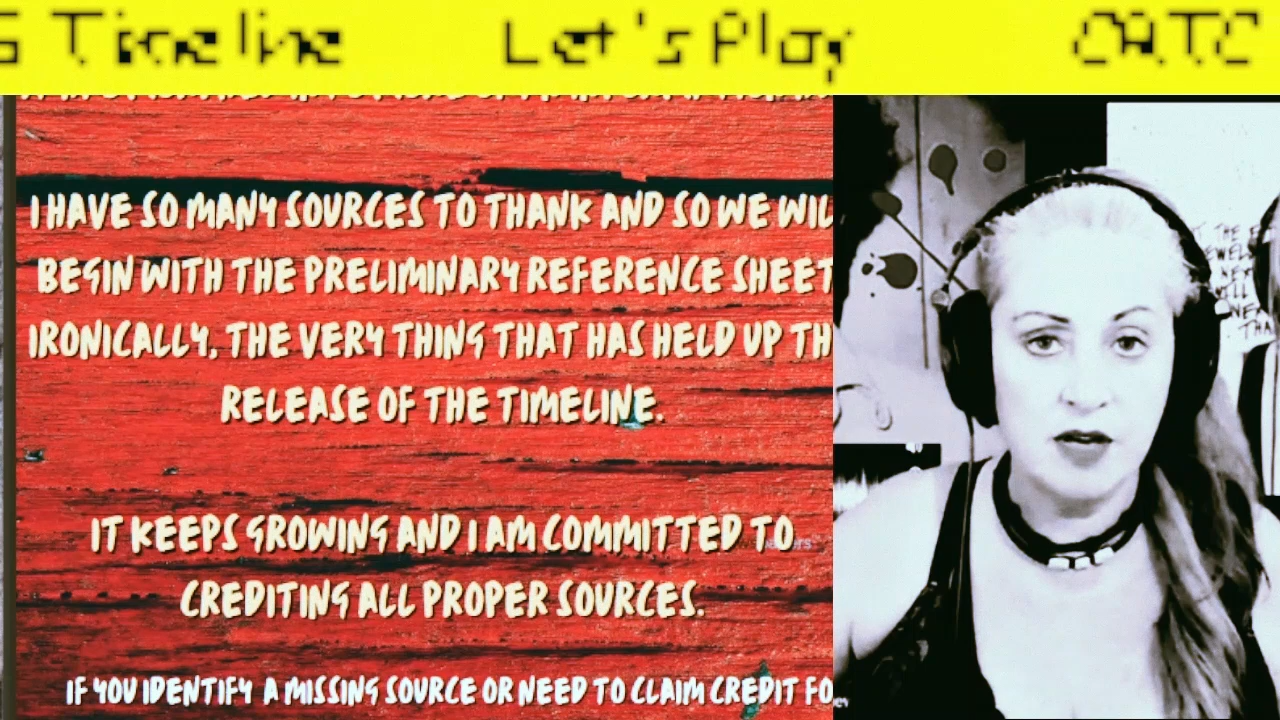 Timeline Let's Play
I HAVE SO MANY SOURCES TO THANK AND SO WE WIL
BEGIN WITH THE PRELIMINARY REFERENCE SHEET
IRONICALLY, THE VERY THING THAT HAS HELD UP TH
RELEASE OF THE TIMELINE.
IT KEEPS GROWING AND I AM COMMITTED TO
CREDITING ALL PROPER SOURCES.
IF YOU IDENTIFY A MISSING SOURCE OR NEED TO CLAIM CREDIT FO